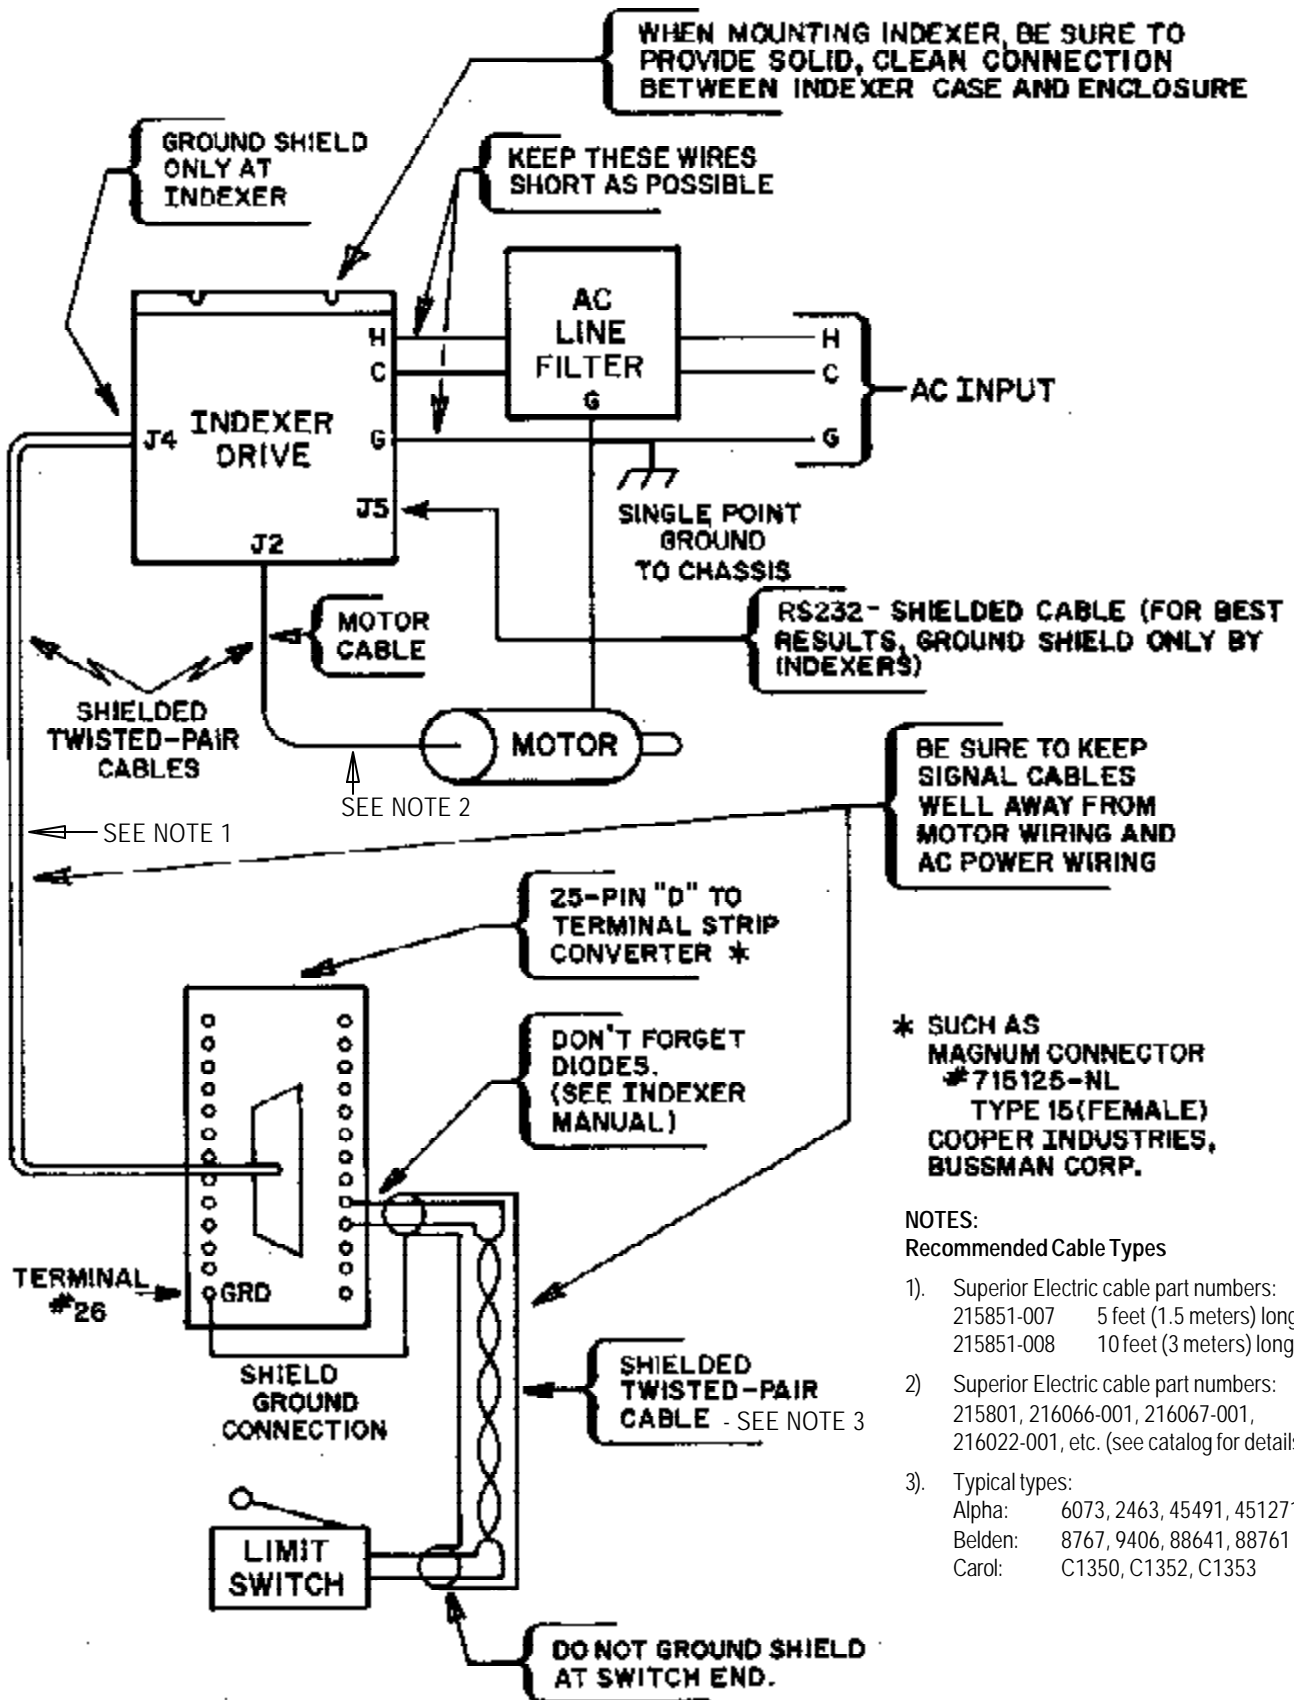 WHEN MOUNTING INDEXER, BE SURE TO
PROVIDE SOLID, CLEAN CONNECTION
BETWEEN INDEXER CASE AND ENCLOSURE
GROUND SHIELD
ONLY AT
INDEXER
KEEP THESE WIRES
SHORT AS POSSIBLE
AC
LINE
FILTER
G
H
C
G
H
C
G
AC INPUT
J4
INDEXER
DRIVE
J5
J2
SINGLE POINT
GROUND
TO CHASSIS
MOTOR
CABLE
RS232 - SHIELDED CABLE (FOR BEST
RESULTS, GROUND SHIELD ONLY BY
INDEXERS)
SHIELDED
TWISTED-PAIR
CABLES
MOTOR
SEE NOTE 2
SEE NOTE 1
BE SURE TO KEEP
SIGNAL CABLES
WELL AWAY FROM
MOTOR WIRING AND
AC POWER WIRING
25-PIN "D" TO
TERMINAL STRIP
CONVERTER *
DON'T FORGET
DIODES.
(SEE INDEXER
MANUAL)
* SUCH AS
MAGNUM CONNECTOR
#715125-NL
TYPE 15(FEMALE)
COOPER INDUSTRIES,
BUSSMAN CORP.
TERMINAL
#26
GRD
SHIELD
GROUND
CONNECTION
SHIELDED
TWISTED-PAIR
CABLE - SEE NOTE 3
LIMIT
SWITCH
DO NOT GROUND SHIELD
AT SWITCH END.
NOTES:
Recommended Cable Types
1). Superior Electric cable part numbers:
215851-007 5 feet (1.5 meters) long
215851-008 10 feet (3 meters) long
2) Superior Electric cable part numbers:
215801, 216066-001, 216067-001,
216022-001, etc. (see catalog for details
3). Typical types:
Alpha: 6073, 2463, 45491, 451271
Belden: 8767, 9406, 88641, 88761
Carol: C1350, C1352, C1353